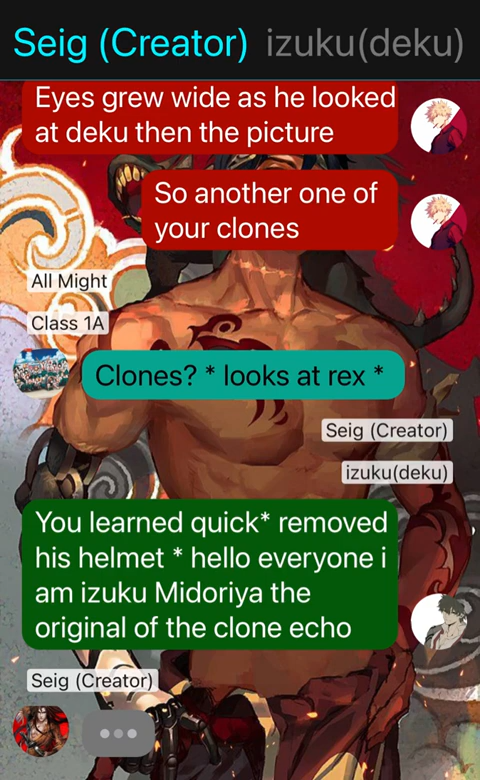 Seig (Creator) izuku(deku)
Eyes grew wide as he looked
at deku then the picture
So another one of
your clones
All Might
Class 1A
Clones? * looks at rex *
Seig (Creator)
izuku(deku)
You learned quick* removed
his helmet * hello everyone i
am izuku Midoriya the
original of the clone echo
Seig (Creator)